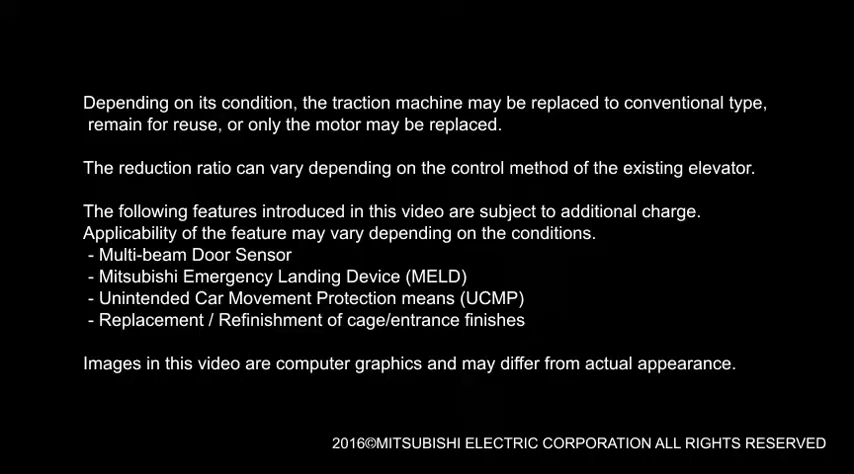 Depending on its condition, the traction machine may be replaced to conventional type,
remain for reuse, or only the motor may be replaced.
The reduction ratio can vary depending on the control method of the existing elevator.
The following features introduced in this video are subject to additional charge.
Applicability of the feature may vary depending on the conditions.
- Multi-beam Door Sensor
- Mitsubishi Emergency Landing Device (MELD)
- Unintended Car Movement Protection means (UCMP)
- Replacement / Refinishment of cage/entrance finishes
Images in this video are computer graphics and may differ from actual appearance.
2016©MITSUBISHI ELECTRIC CORPORATION ALL RIGHTS RESERVED